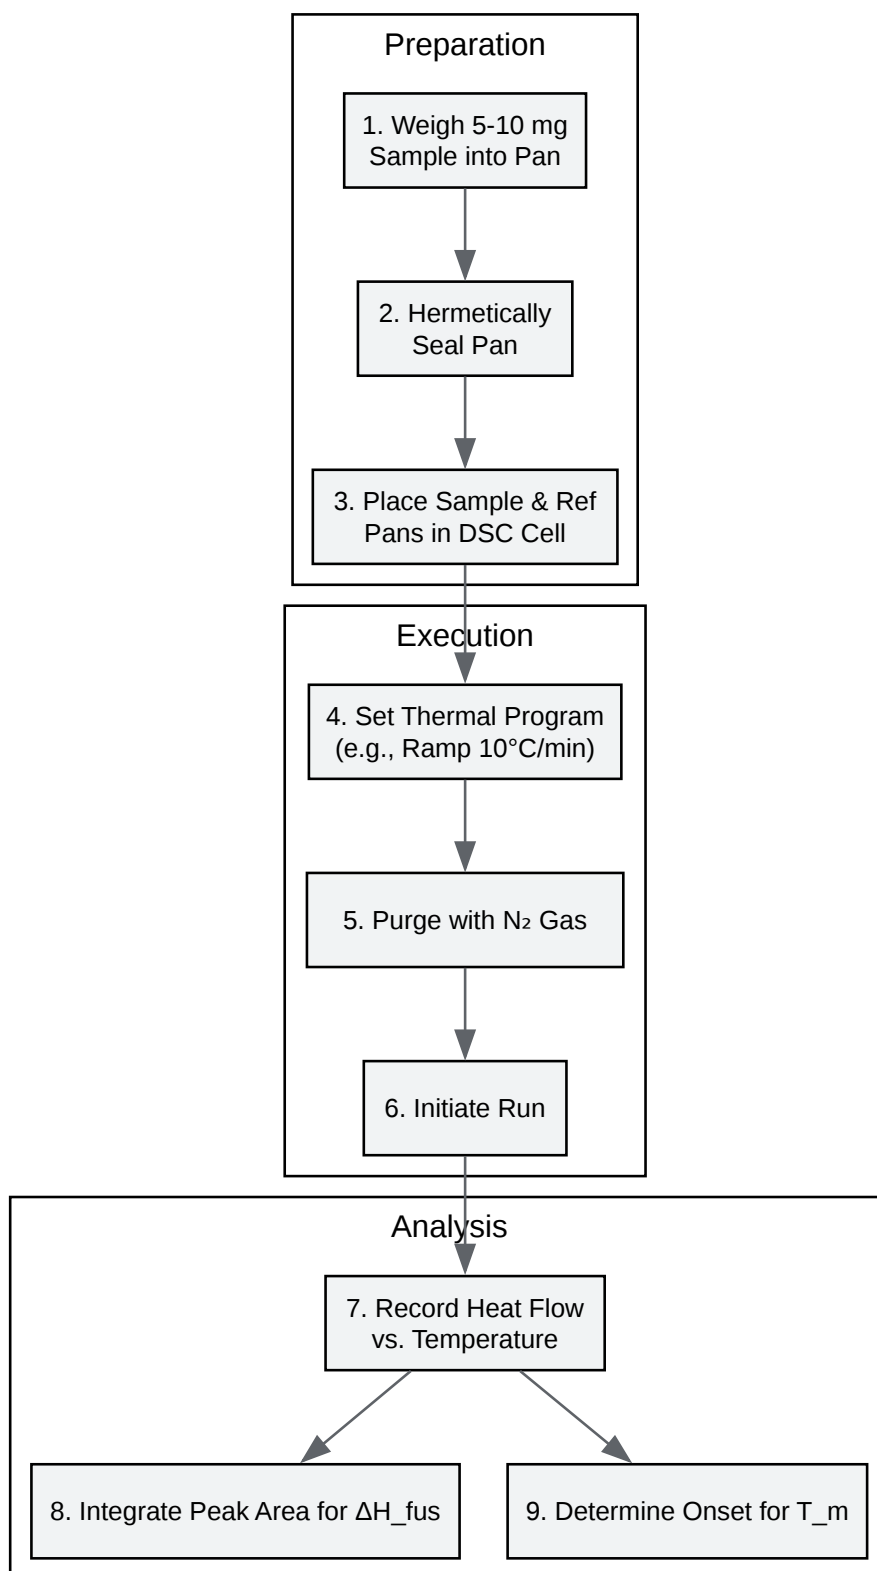 Preparation
1. Weigh 5-10 mg
Sample into Pan
2. Hermetically
Seal Pan
3. Place Sample & Ref
Pans in DSC Cell
Execution
4. Set Thermal Program
(e.g., Ramp 10°C/min)
5. Purge with N₂ Gas
6. Initiate Run
Analysis
7. Record Heat Flow
vs. Temperature
8. Integrate Peak Area for ΔH_fus
9. Determine Onset for T_m